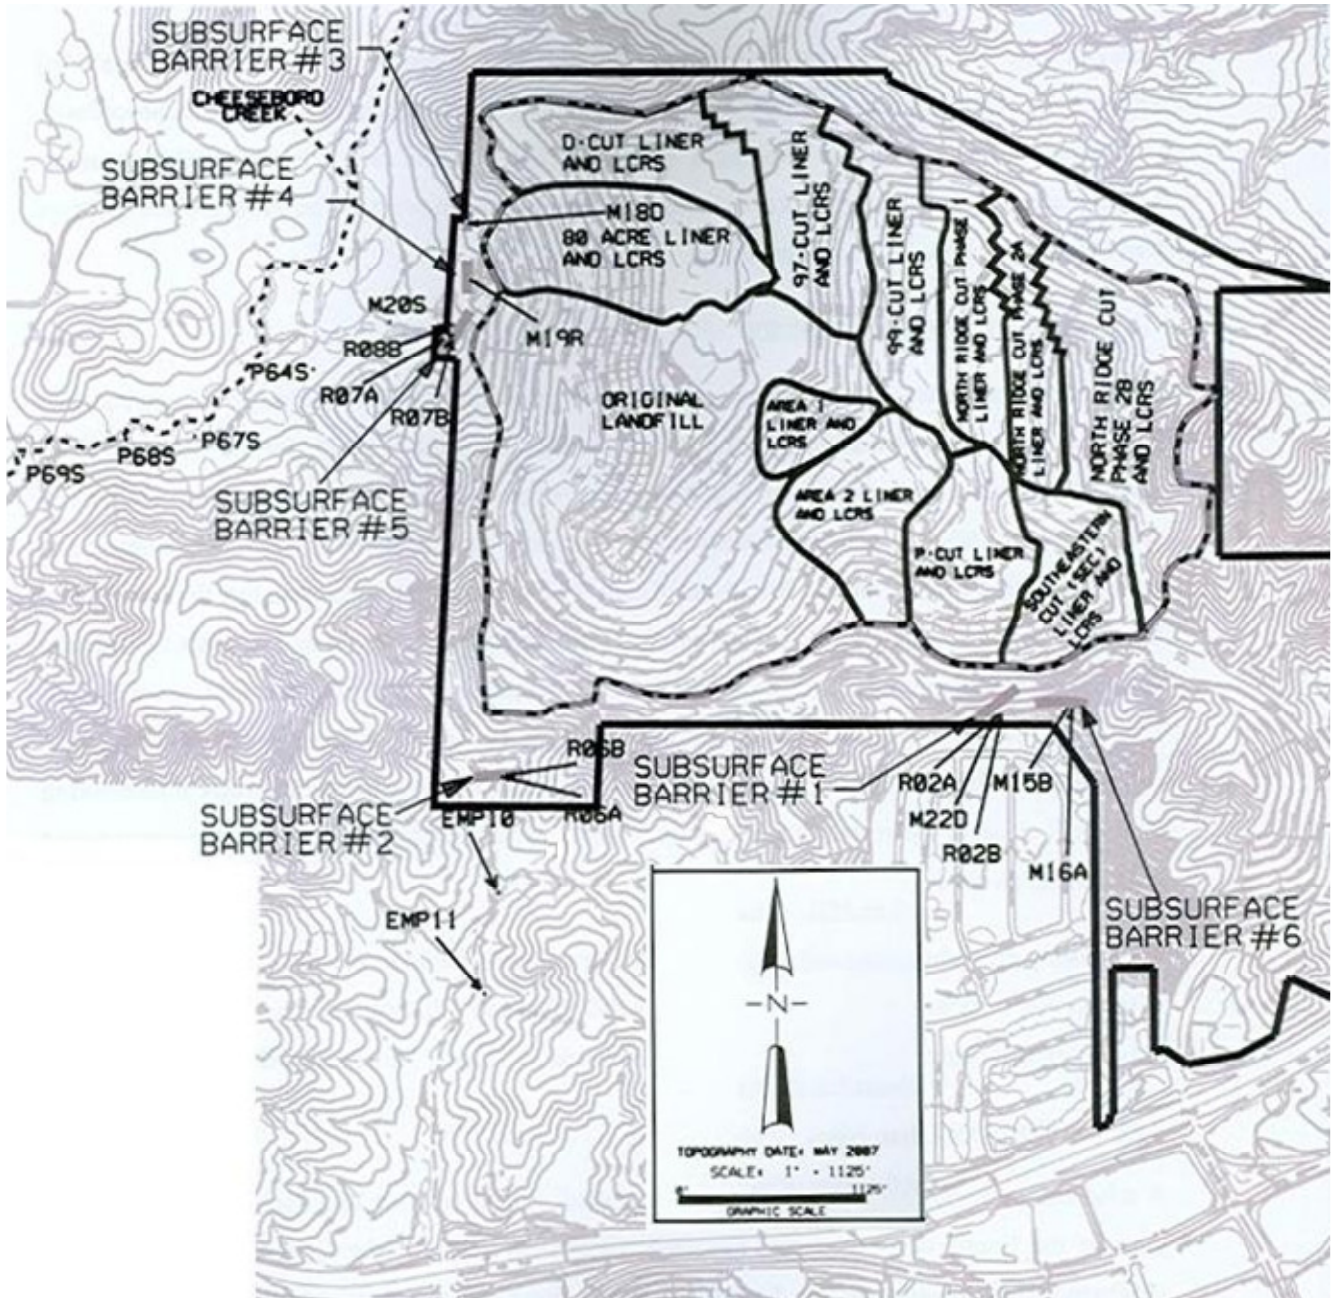 SUBSURFACE
BARRIER #3
CHEESEBORO
CREEK
SUBSURFACE
BARRIER #4
D-CUT LINER
AND LCRS
M18D
80 ACRE LINER
AND LCRS
97-CUT LINER
AND LCRS
99-CUT LINER
AND LCRS
NORTH RIDGE CUT PHASE 1
LINER AND LCRS
NORTH RIDGE CUT PHASE 2A
LINER AND LCRS
NORTH RIDGE CUT
PHASE 2B
AND LCRS
M20S
M19R
R08B
P64S
R07A
R07B
ORIGINAL
LANDFILL
AREA 1
LINER AND
LCRS
P67S
P68S
P69S
SUBSURFACE
BARRIER #5
AREA 2 LINER
AND LCRS
P-CUT LINER
AND LCRS
SOUTHEASTERN
CUT (SEC)
LINER AND
LCRS
R06B
R06A
SUBSURFACE
BARRIER #2
SUBSURFACE
BARRIER #1
R02A
M15B
M22D
R02B
M16A
EMP10
EMP11
SUBSURFACE
BARRIER #6
-N-
TOPOGRAPHY DATE: MAY 2007
SCALE: 1" = 1125'
0" 1125"
GRAPHIC SCALE